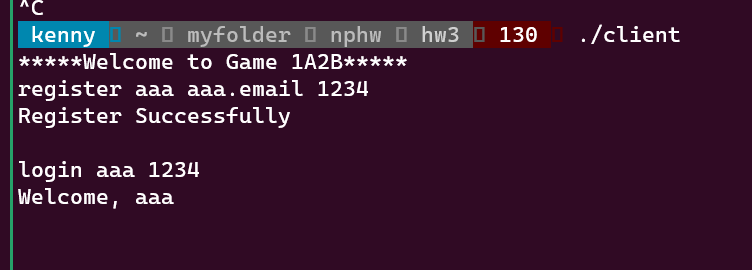 ^C
kenny ~ myfolder nphw hw3 130 ./client
*****Welcome to Game 1A2B*****
register aaa aaa.email 1234
Register Successfully
login aaa 1234
Welcome, aaa